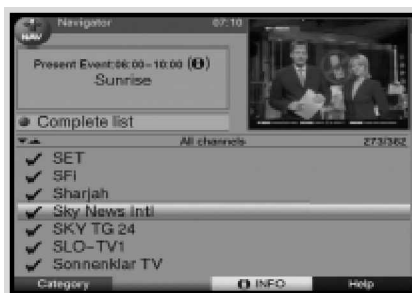 Navigator 07:10
NAV
Present Event:06:00-10:00 (i)
Sunrise
Complete list
All channels 273/362
SET
SFi
Sharjah
Sky News Intl
SKY TG 24
SLO-TV1
Sonnenklar TV
Category i INFO Help